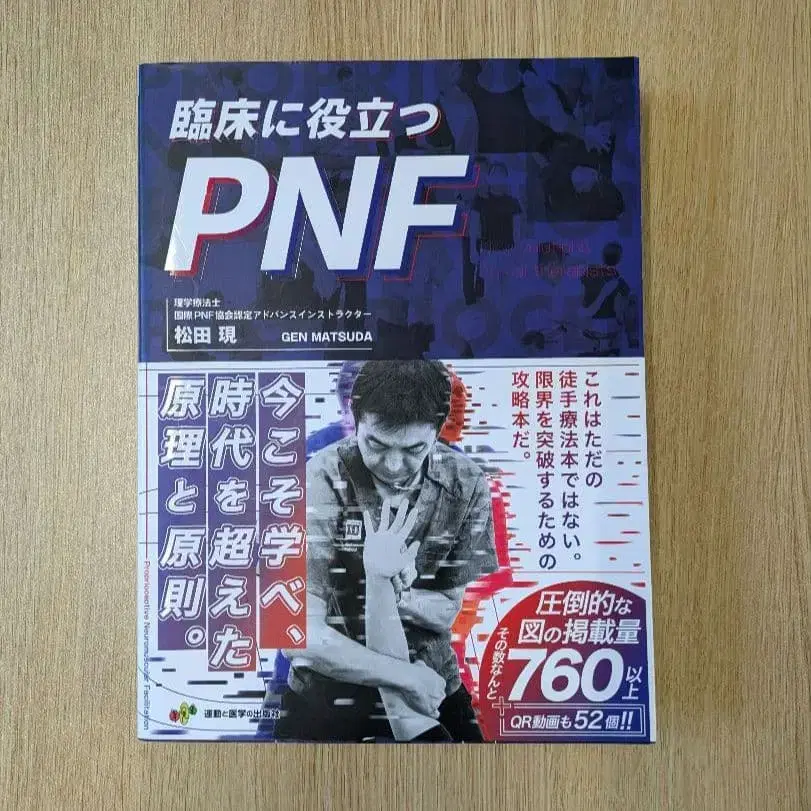 臨床に役立つ
PNF
理学療法士
国際PNF協会認定アドバンスインストラクター
松田 現 GEN MATSUDA
これはただの
徒手療法本ではない。
限界を突破するための
攻略本だ。
今こそ学べ、
時代を超えた
原理と原則。
圧倒的な
図の掲載量
その数なんと
760以上
+
QR動画も52個!!
Proprioceptive Neuromuscular Facilitation
運動と医学の出版社